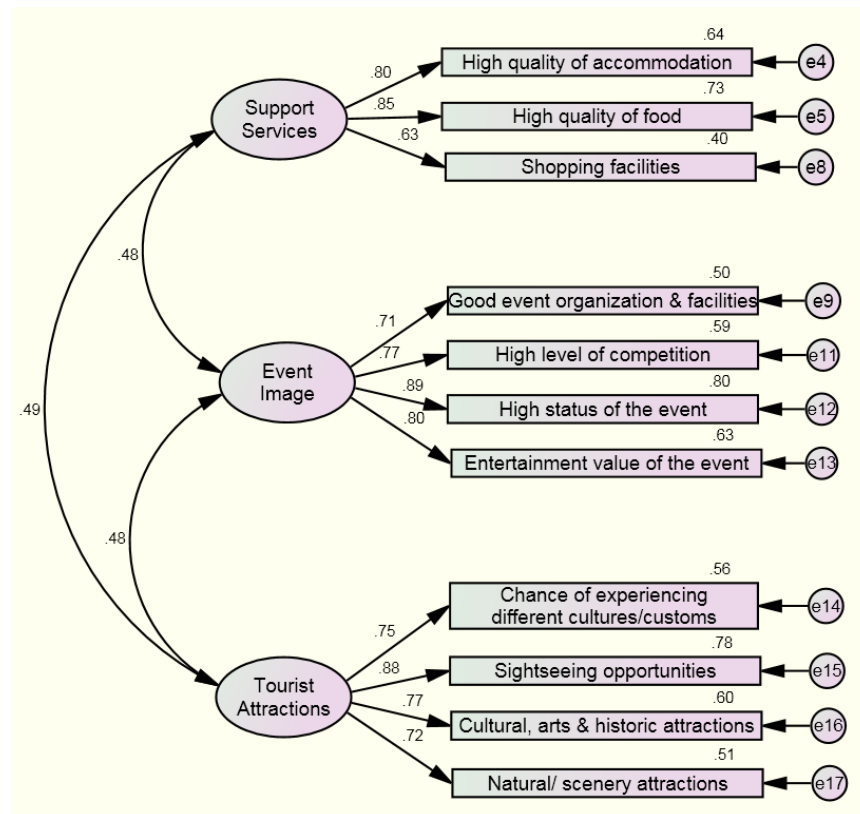 .64
.80
High quality of accommodation
e4
Support
Services
.85
.73
High quality of food
e5
.63
.40
Shopping facilities
e8
.48
.50
.71
Good event organization & facilities
e9
.59
.77
High level of competition
e11
Event
Image
.89
.80
High status of the event
e12
.80
.63
Entertainment value of the event
e13
.49
.48
.56
Chance of experiencing
different cultures/customs
e14
.75
.78
.88
Sightseeing opportunities
e15
Tourist
Attractions
.77
.60
Cultural, arts & historic attractions
e16
.72
.51
Natural/ scenery attractions
e17